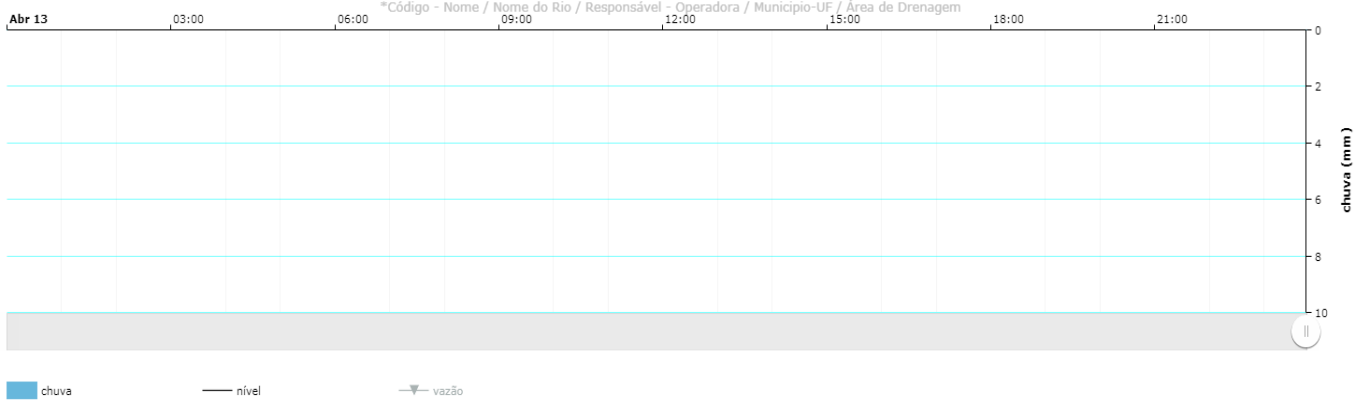 *Código - Nome / Nome do Rio / Responsável - Operadora / Municipio-UF / Área de Drenagem
Abr 13 03:00 06:00 09:00 12:00 15:00 18:00 21:00
0
2
4
6
8
10
chuva (mm)
chuva nível vazão